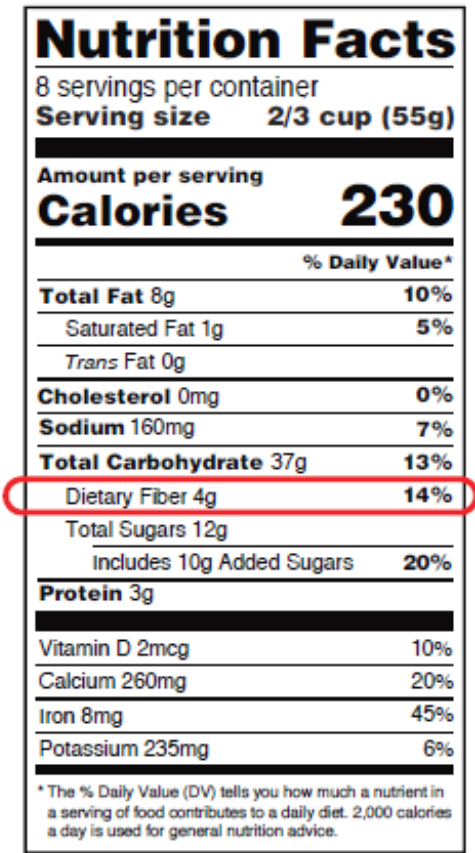 Nutrition Facts
8 servings per container
Serving size 2/3 cup (55g)
Amount per serving
Calories 230
% Daily Value*
Total Fat 8g 10%
Saturated Fat 1g 5%
Trans Fat 0g
Cholesterol 0mg 0%
Sodium 160mg 7%
Total Carbohydrate 37g 13%
Dietary Fiber 4g 14%
Total Sugars 12g
Includes 10g Added Sugars 20%
Protein 3g
Vitamin D 2mcg 10%
Calcium 260mg 20%
Iron 8mg 45%
Potassium 235mg 6%
* The % Daily Value (DV) tells you how much a nutrient in
a serving of food contributes to a daily diet. 2,000 calories
a day is used for general nutrition advice.